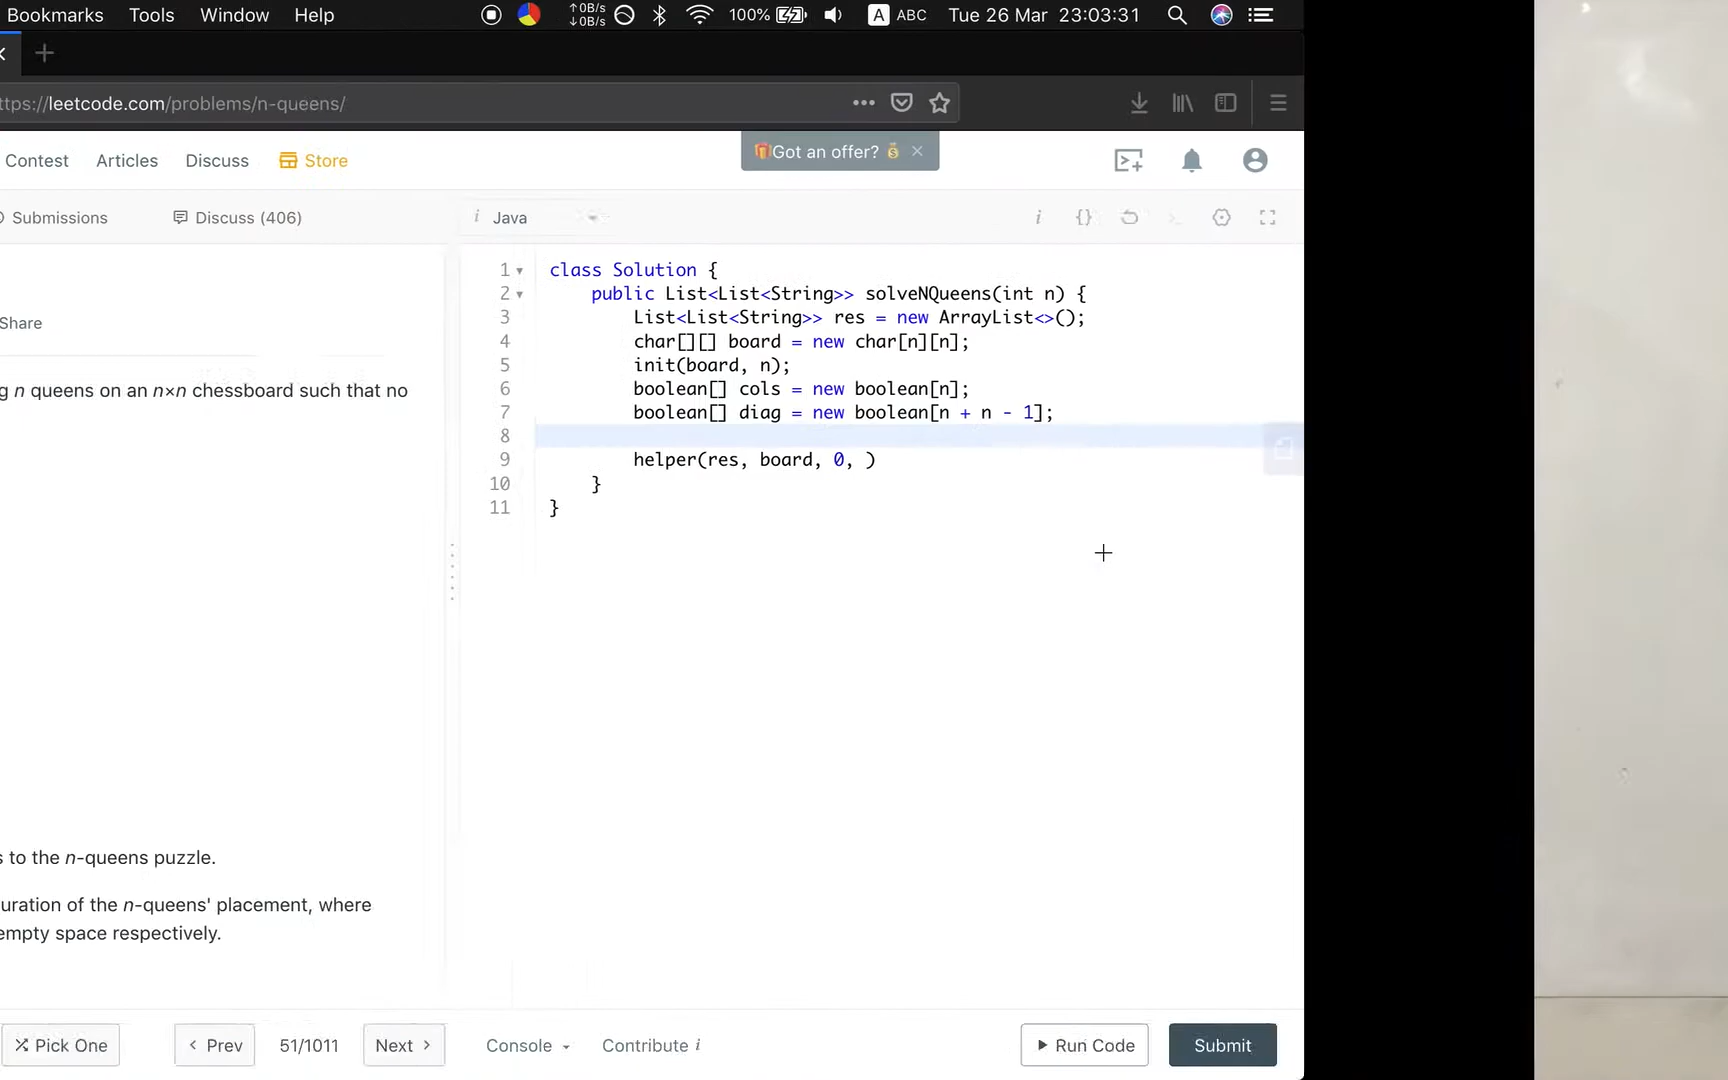 Bookmarks Tools Window Help ↑0B/s ↓0B/s 100% A ABC Tue 26 Mar 23:03:31
ttps://leetcode.com/problems/n-queens/
Contest Articles Discuss Store Got an offer?
Submissions Discuss (406) i Java i {}
Share
g n queens on an n×n chessboard such that no
s to the n-queens puzzle.
uration of the n-queens' placement, where
empty space respectively.
1 class Solution {
2 public List<List<String>> solveNQueens(int n) {
3 List<List<String>> res = new ArrayList<>();
4 char[][] board = new char[n][n];
5 init(board, n);
6 boolean[] cols = new boolean[n];
7 boolean[] diag = new boolean[n + n - 1];
8
9 helper(res, board, 0, )
10 }
11 }
Pick One Prev 51/1011 Next Console Contribute i Run Code Submit